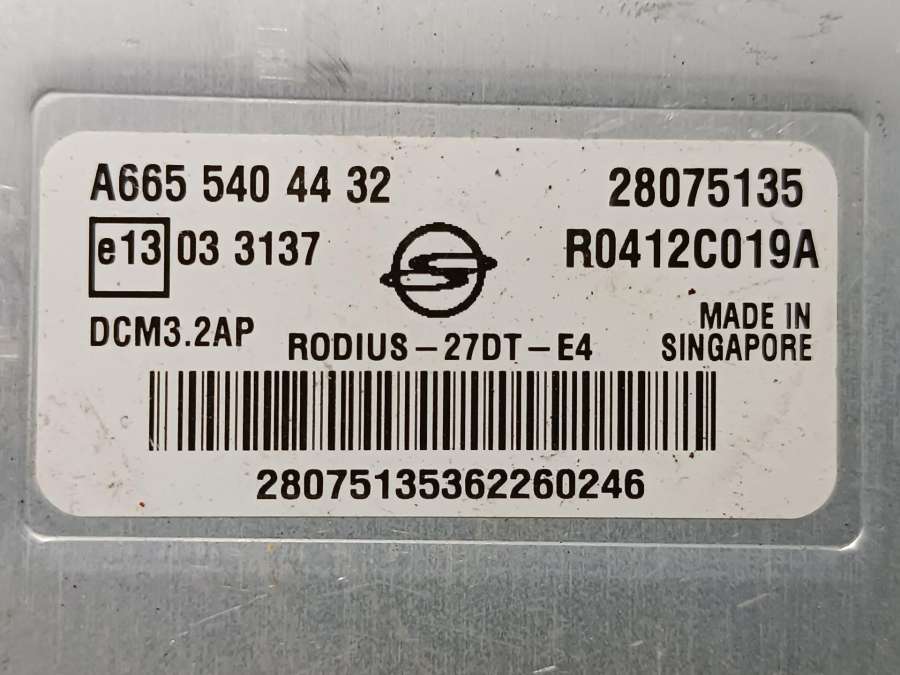 A665 540 44 32 28075135
e13 03 3137 R0412C019A
DCM3.2AP RODIUS-27DT-E4
MADE IN
SINGAPORE
28075135362260246